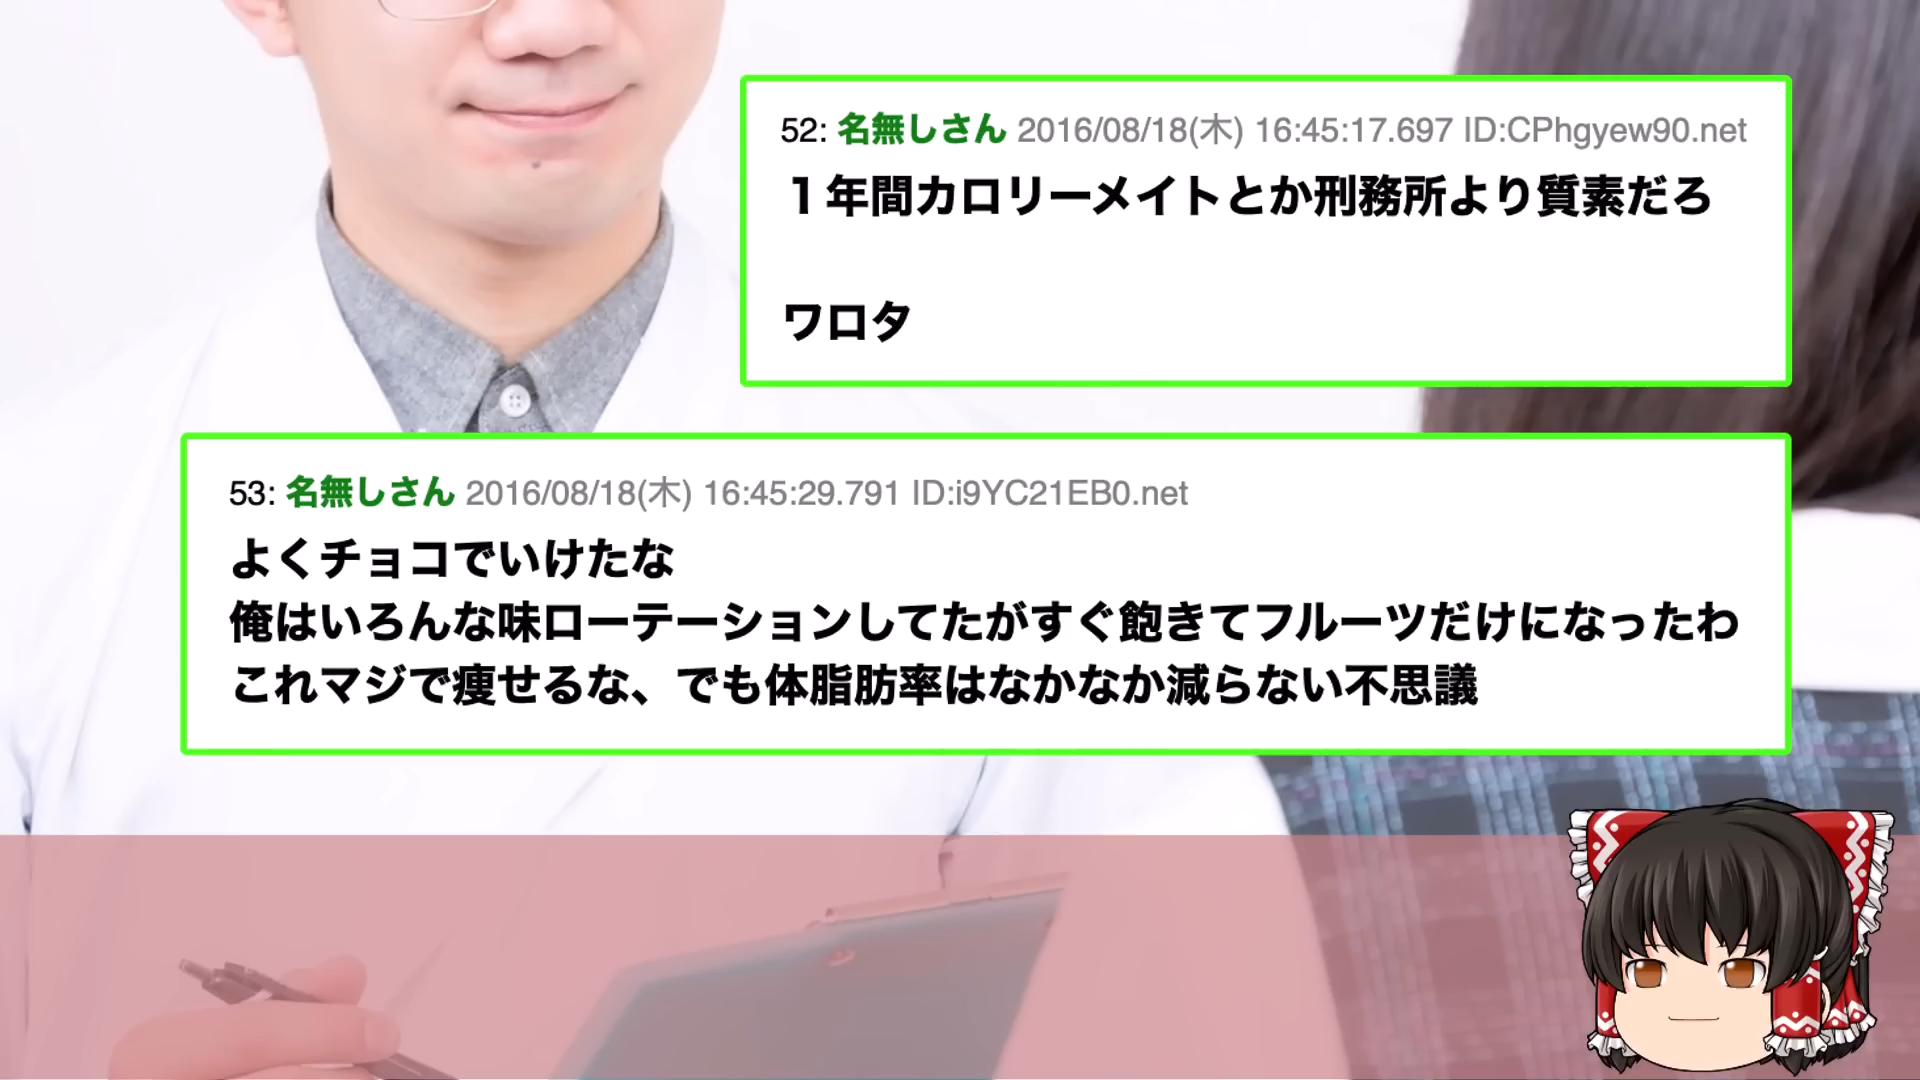 52: 名無しさん 2016/08/18(木) 16:45:17.697 ID:CPhgyew90.net
１年間カロリーメイトとか刑務所より質素だろ
ワロタ
53: 名無しさん 2016/08/18(木) 16:45:29.791 ID:i9YC21EB0.net
よくチョコでいけたな
俺はいろんな味ローテーションしてたがすぐ飽きてフルーツだけになったわ
これマジで痩せるな、でも体脂肪率はなかなか減らない不思議